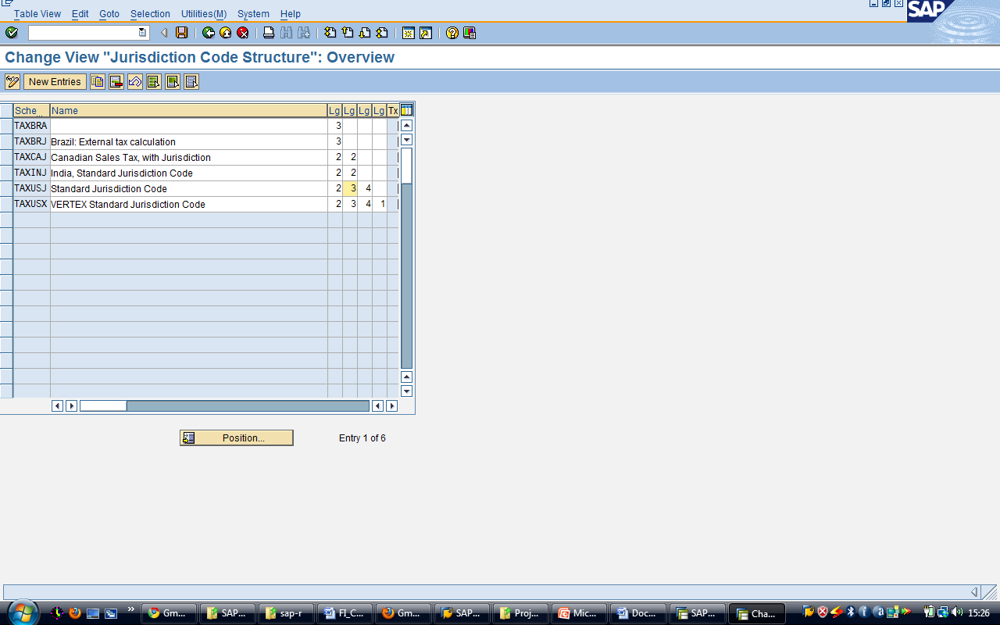 Table View Edit Goto Selection Utilities(M) System Help
SAP
Change View "Jurisdiction Code Structure": Overview
New Entries
Sche... Name Lg Lg Lg Lg Tx
TAXBRA 3
TAXBRJ Brazil: External tax calculation 3
TAXCAJ Canadian Sales Tax, with Jurisdiction 2 2
TAXINJ India, Standard Jurisdiction Code 2 2
TAXUSJ Standard Jurisdiction Code 2 3 4
TAXUSX VERTEX Standard Jurisdiction Code 2 3 4 1
Position... Entry 1 of 6
Gm... SAP... sap-r FI_C... Gm... SAP... Proj... Mic... Doc... SAP... Cha... 15:26